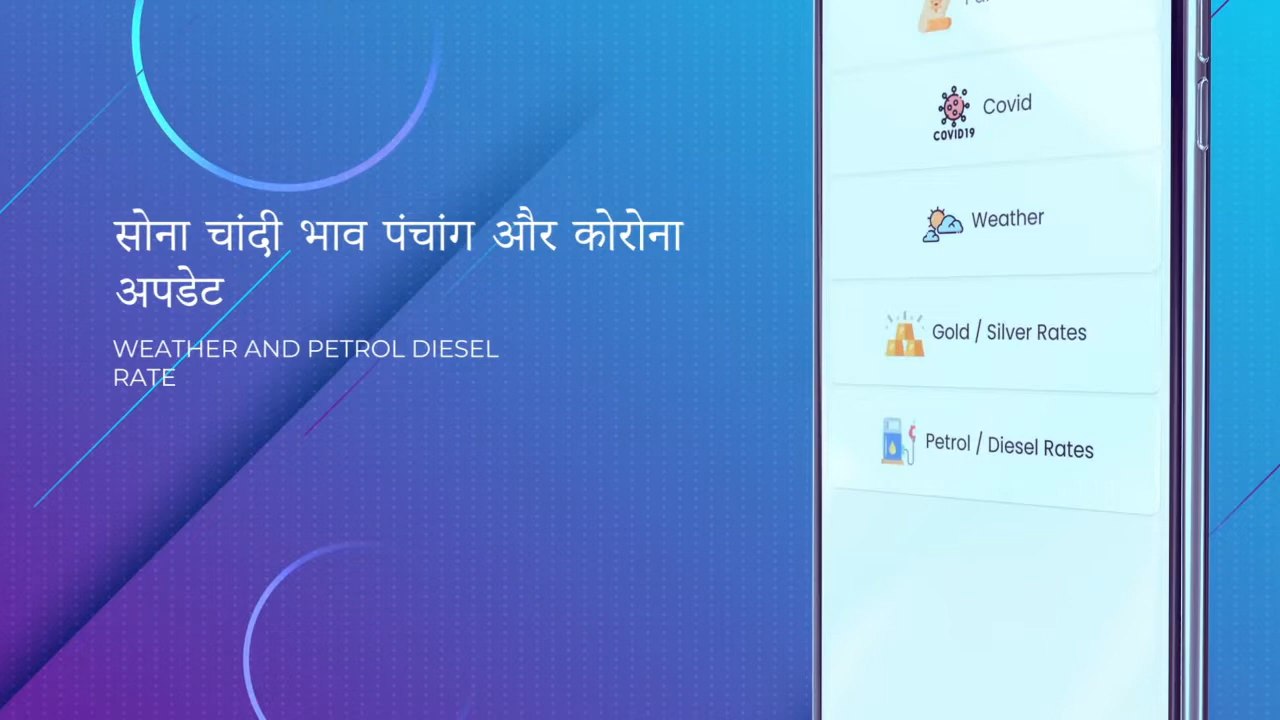 सोना चांदी भाव पंचांग और कोरोना
अपडेट
WEATHER AND PETROL DIESEL
RATE
Covid
COVID19
Weather
Gold / Silver Rates
Petrol / Diesel Rates